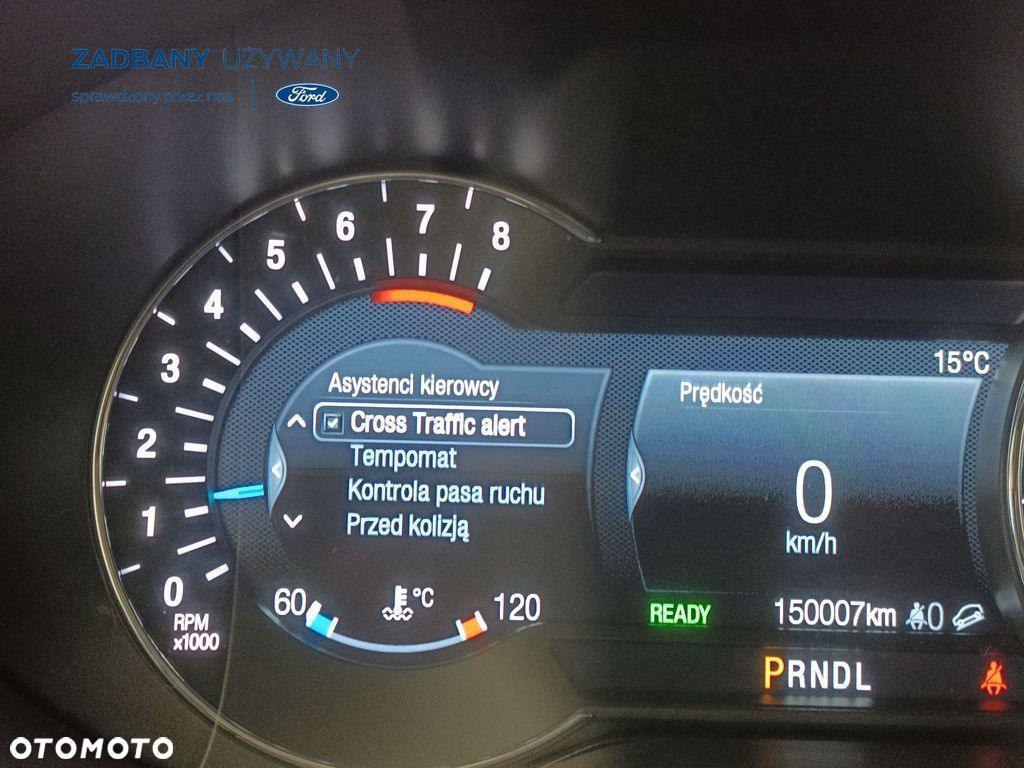 ZADBANY UŻYWANY
sprawdzony przez nas
Ford
8
7
6
5
4
3
2
1
0
RPM
x1000
Asystenci kierowcy
Cross Traffic alert
Tempomat
Kontrola pasa ruchu
Przed kolizją
60
°C
120
15°C
Prędkość
0
km/h
READY
150007km
0
PRNDL
OTOMOTO